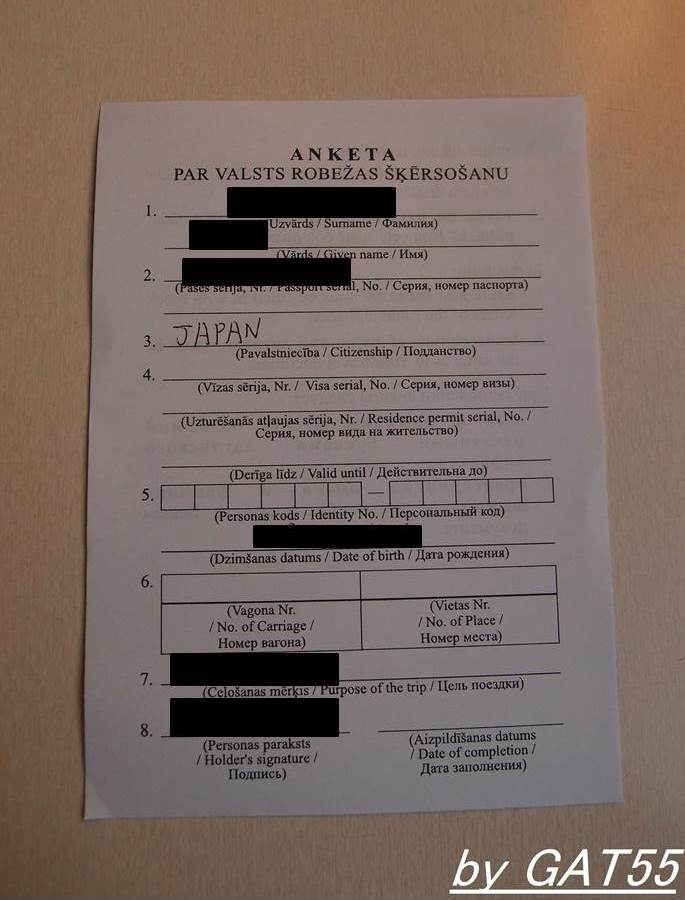 ANKETA
PAR VALSTS ROBEŽAS ŠĶĒRSOŠANU
1.
Uzvārds / Surname / Фамилия)
(Vārds / Given name / Имя)
2.
(Pases sērija, Nr. / Passport serial, No. / Серия, номер паспорта)
3. JAPAN
(Pavalstniecība / Citizenship / Подданство)
4.
(Vīzas sērija, Nr. / Visa serial, No. / Серия, номер визы)
(Uzturēšanās atļaujas sērija, Nr. / Residence permit serial, No. /
Серия, номер вида на жительство)
(Derīga līdz / Valid until / Действительна до)
5. —
(Personas kods / Identity No. / Персональный код)
(Dzimšanas datums / Date of birth / Дата рождения)
6.
(Vagona Nr.
/ No. of Carriage /
Номер вагона)
(Vietas Nr.
/ No. of Place /
Номер места)
7.
(Ceļošanas mērķis / Purpose of the trip / Цель поездки)
8.
(Personas paraksts
/ Holder's signature /
Подпись)
(Aizpildīšanas datums
/ Date of completion /
Дата заполнения)
by GAT55